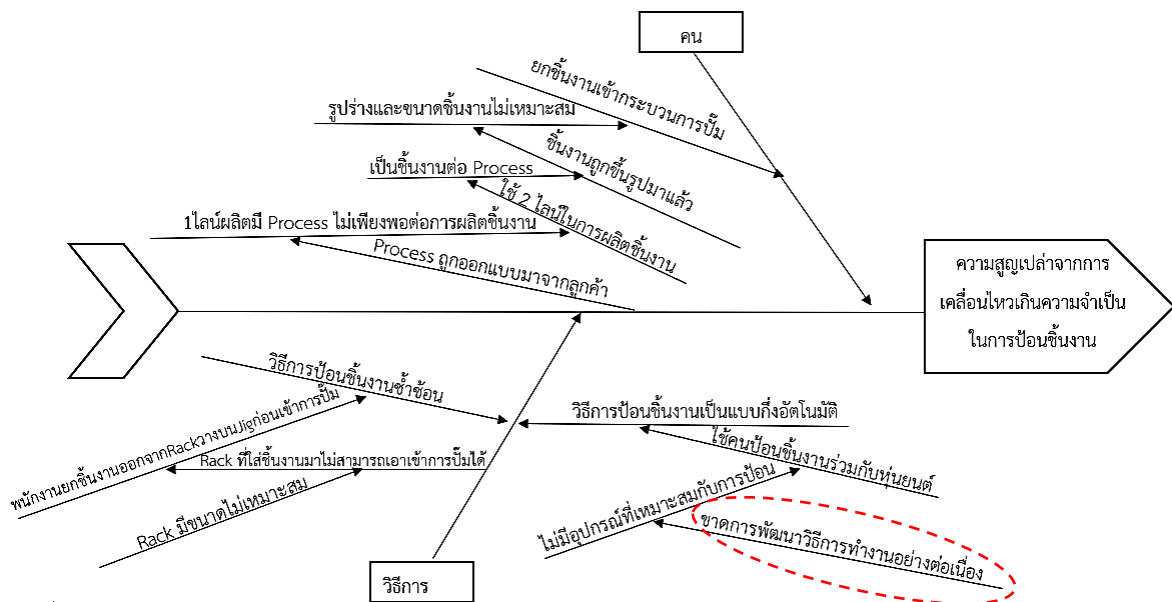 คน
ยกชิ้นงานเข้ากระบวนการปั๊ม
รูปร่างและขนาดชิ้นงานไม่เหมาะสม
ชิ้นงานถูกขึ้นรูปมาแล้ว
เป็นชิ้นงานต่อ Process
ใช้ 2 ไลน์ในการผลิตชิ้นงาน
1ไลน์ผลิตมี Process ไม่เพียงพอต่อการผลิตชิ้นงาน
Process ถูกออกแบบมาจากลูกค้า
ความสูญเปล่าจากการ
เคลื่อนไหวเกินความจำเป็น
ในการป้อนชิ้นงาน
วิธีการป้อนชิ้นงานซ้ำซ้อน
พนักงานยกชิ้นงานออกจากRackวางบนJigก่อนเข้าการปั๊ม
Rack ที่ใส่ชิ้นงานมาไม่สามารถเอาเข้าการปั๊มได้
Rack มีขนาดไม่เหมาะสม
วิธีการป้อนชิ้นงานเป็นแบบกึ่งอัตโนมัติ
ใช้คนป้อนชิ้นงานร่วมกับหุ่นยนต์
ไม่มีอุปกรณ์ที่เหมาะสมกับการป้อน
ขาดการพัฒนาวิธีการทำงานอย่างต่อเนื่อง
วิธีการ